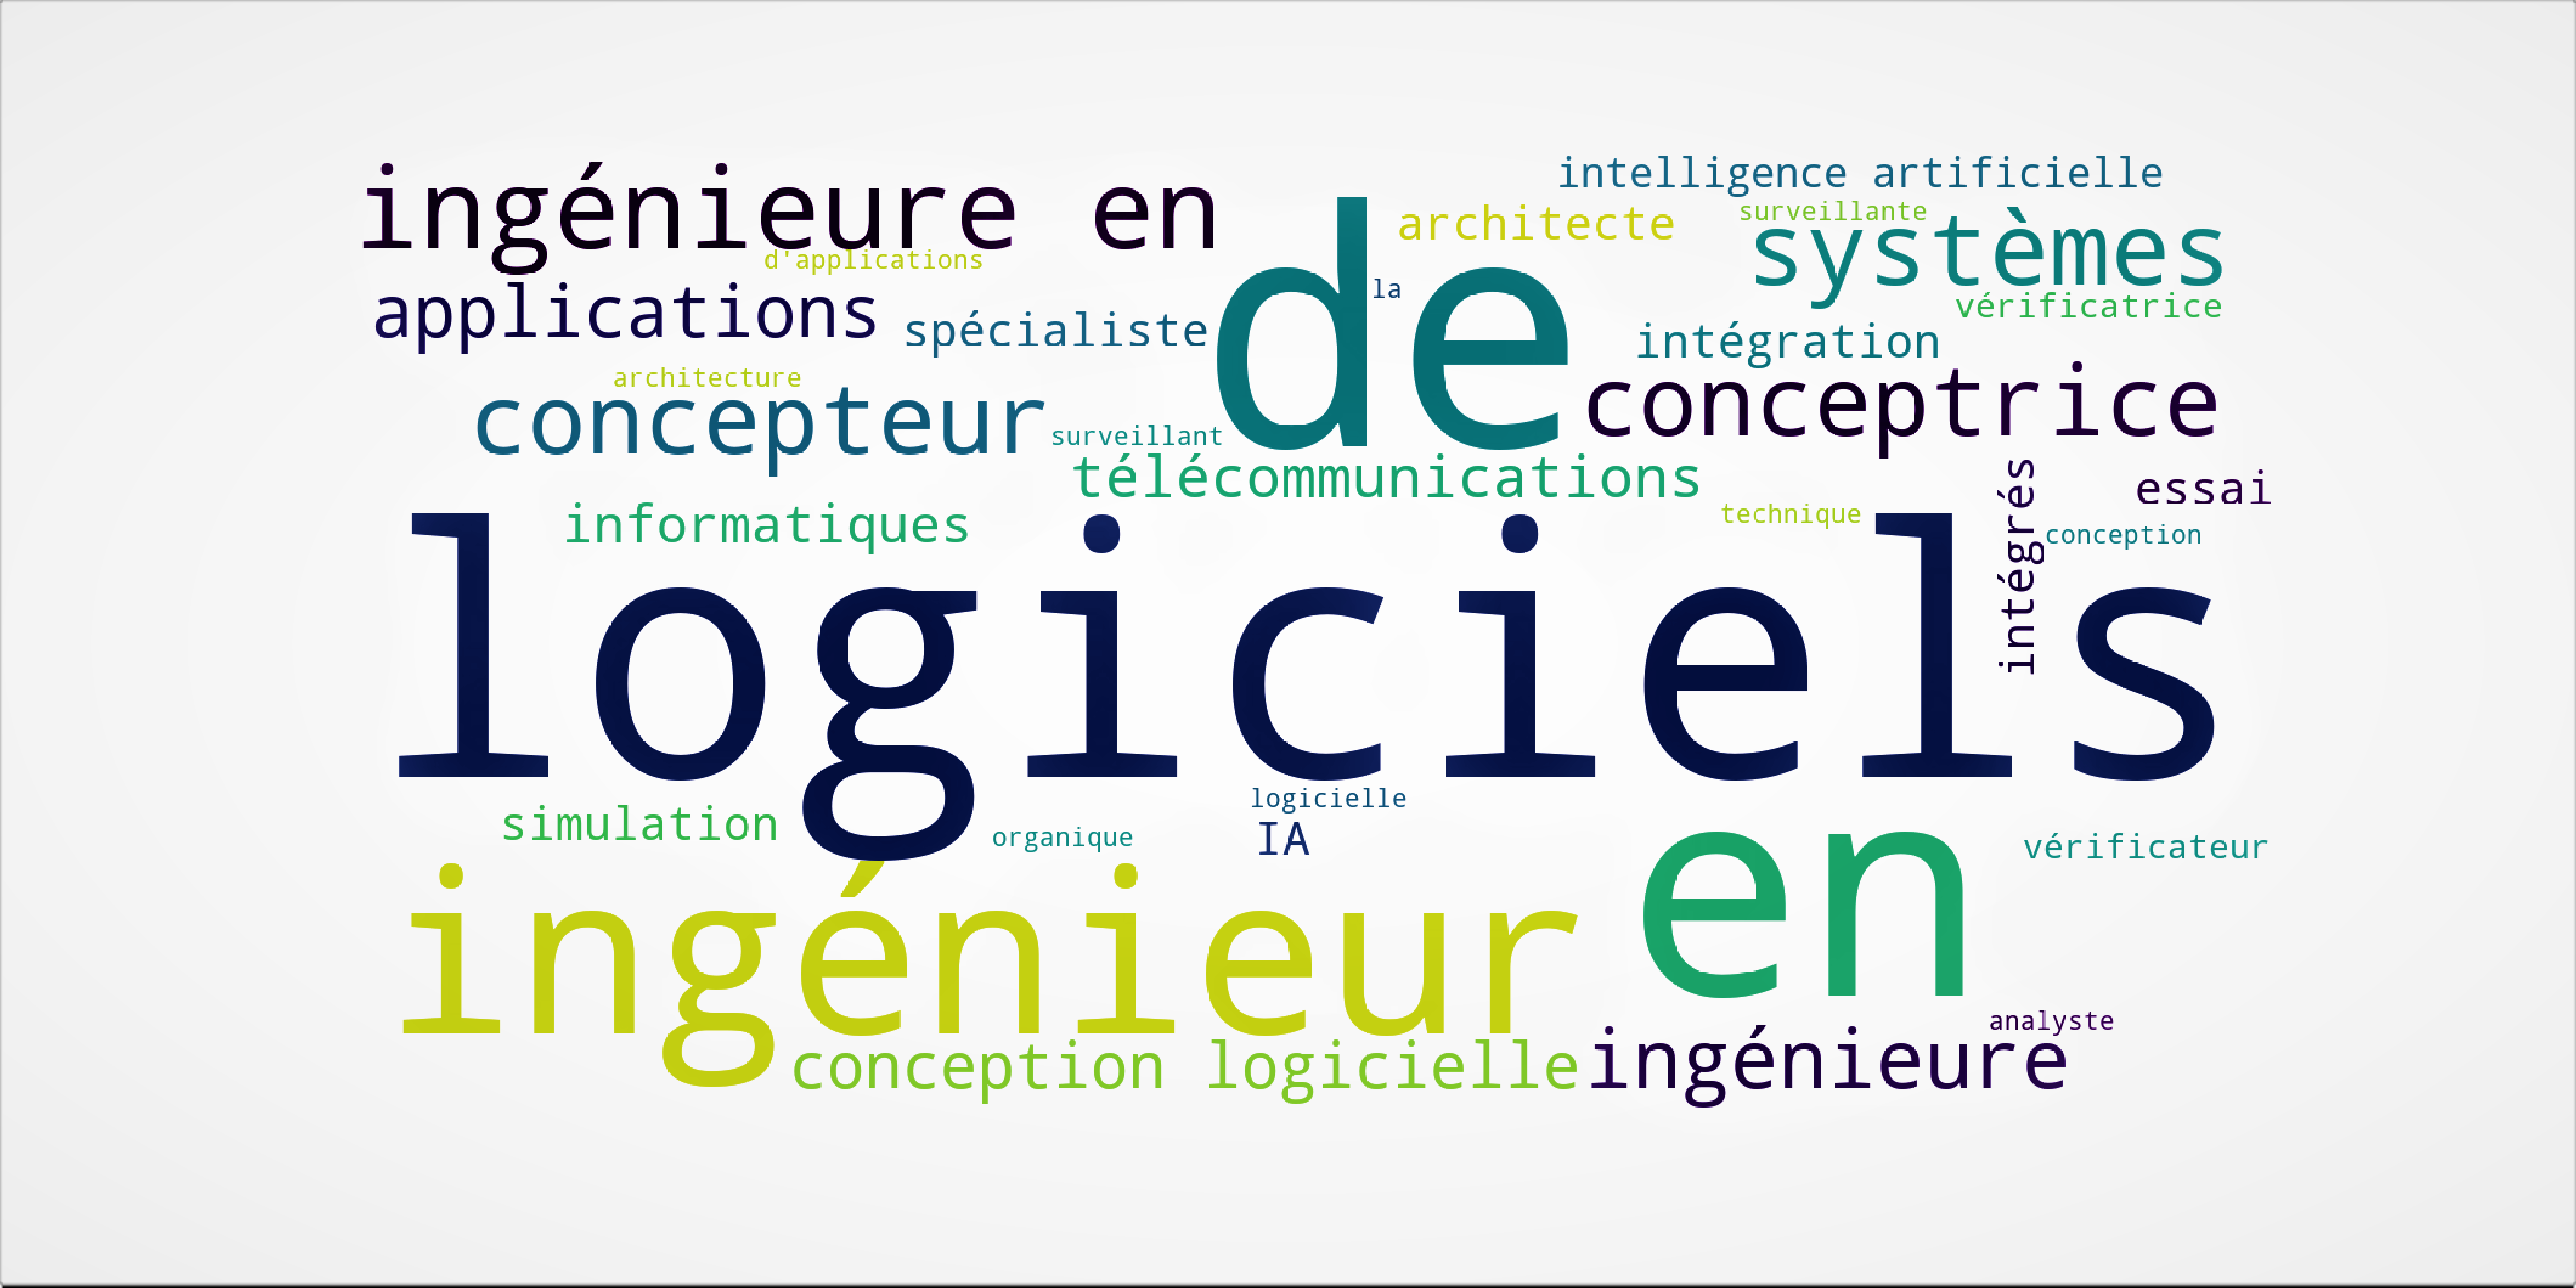 intelligence artificielle
ingénieure en
architecte
surveillante
systèmes
d'applications
la
applications
spécialiste
vérificatrice
intégration
architecture
conceptrice
concepteur
surveillant
télécommunications
essai
informatiques
technique
conception
intégrés
logiciels
logicielle
simulation
organique
IA
vérificateur
ingénieur
en
analyste
conception logicielle
ingénieure
de